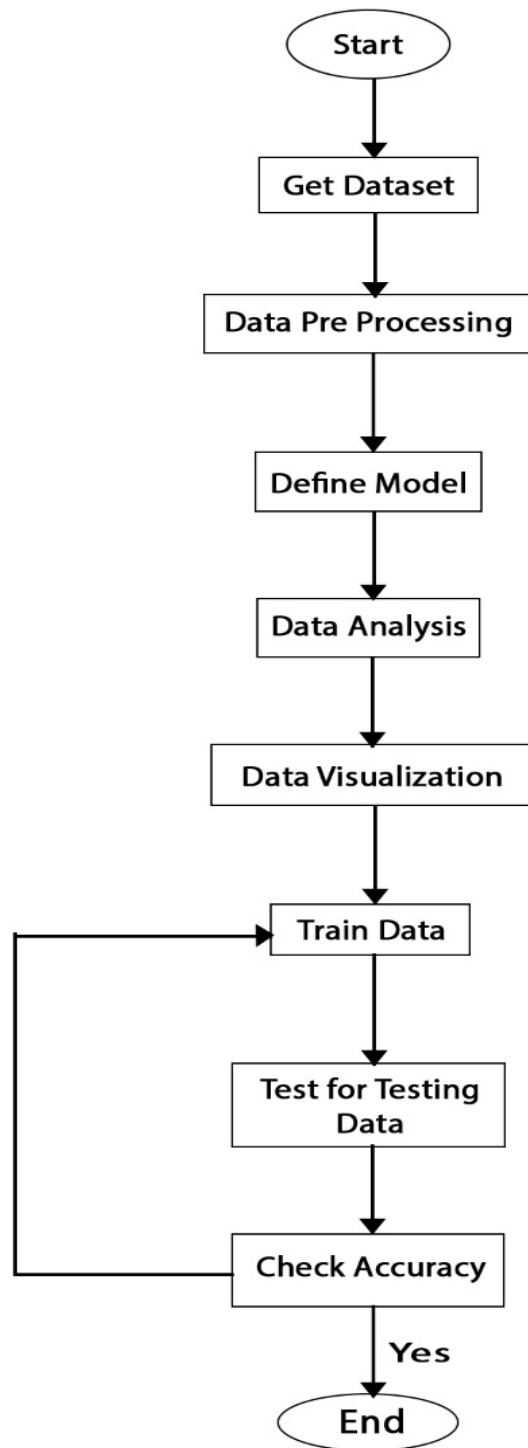 Start
Get Dataset
Data Pre Processing
Define Model
Data Analysis
Data Visualization
Train Data
Test for Testing
Data
Check Accuracy
Yes
End